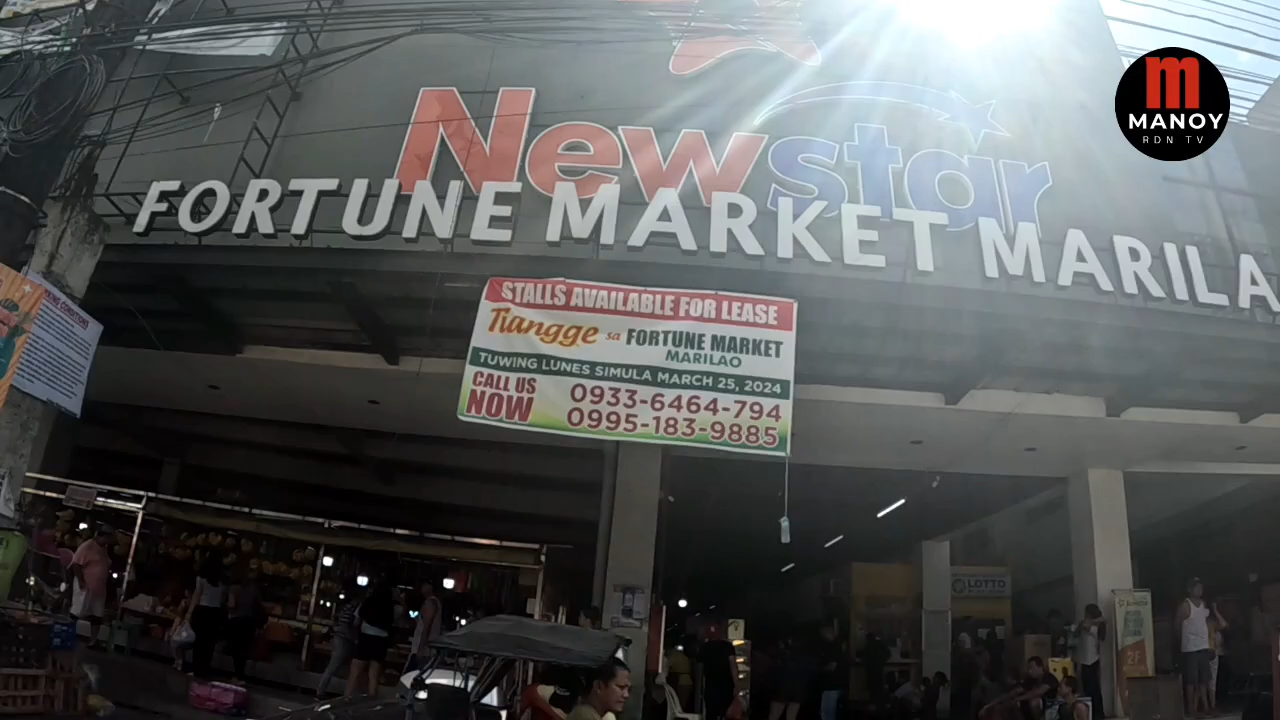 Newstar
FORTUNE MARKET MARILA
m
MANOY
RDN TV
STALLS AVAILABLE FOR LEASE
Tiangge sa FORTUNE MARKET
MARILAO
TUWING LUNES SIMULA MARCH 25, 2024
CALL US
NOW
0933-6464-794
0995-183-9885
LOTTO
2F